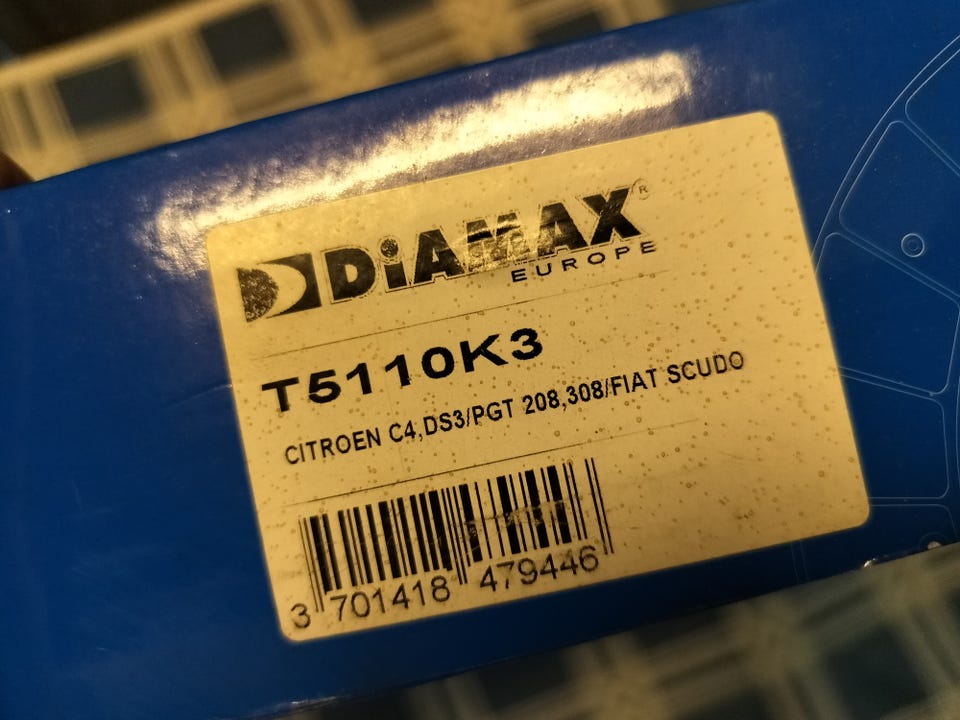 DiAMAX®
EUROPE
T5110K3
CITROEN C4,DS3/PGT 208,308/FIAT SCUDO
3 701418 479446